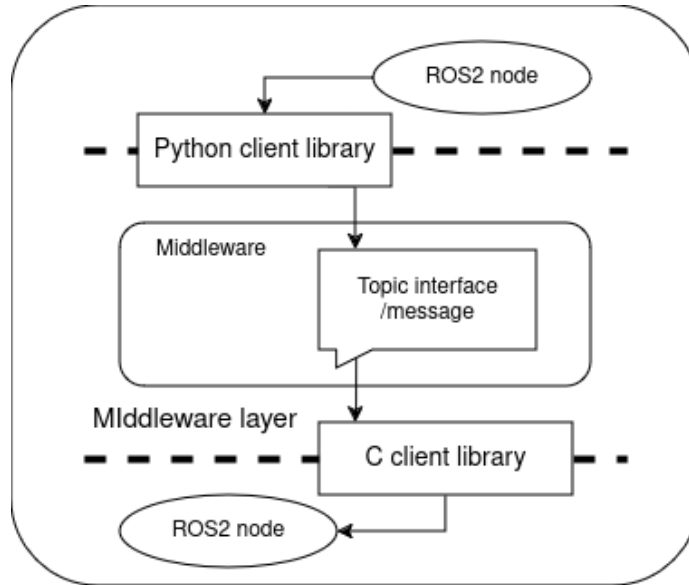 ROS2 node
Python client library
Middleware
Topic interface
/message
MIddleware layer
C client library
ROS2 node